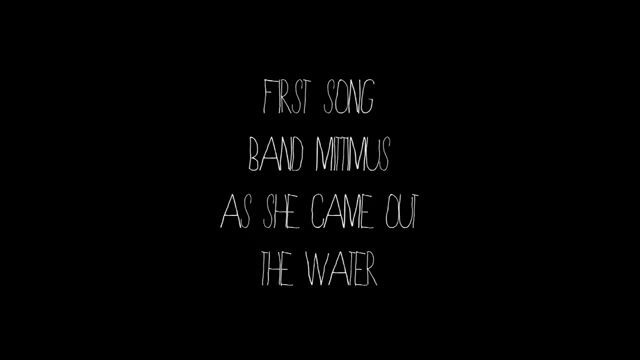 FIRST SONG
BAND MITTIMUS
AS SHE CAME OUT
THE WATER